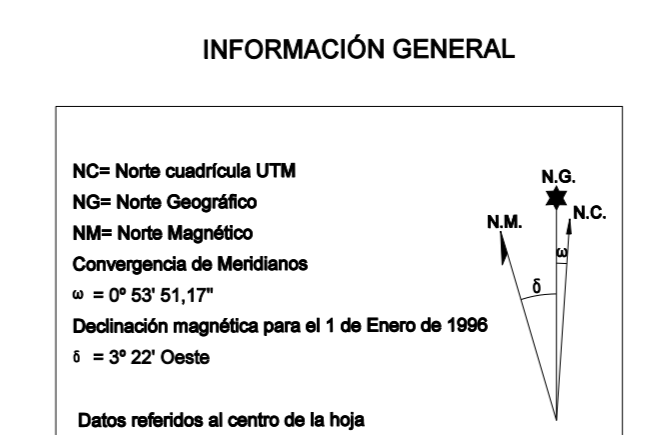 INFORMACIÓN GENERAL
NC= Norte cuadrícula UTM
NG= Norte Geográfico
NM= Norte Magnético
Convergencia de Meridianos
ω = 0º 53' 51,17"
Declinación magnética para el 1 de Enero de 1996
δ = 3º 22' Oeste
Datos referidos al centro de la hoja
N.G.
N.C.
N.M.
ω
δ